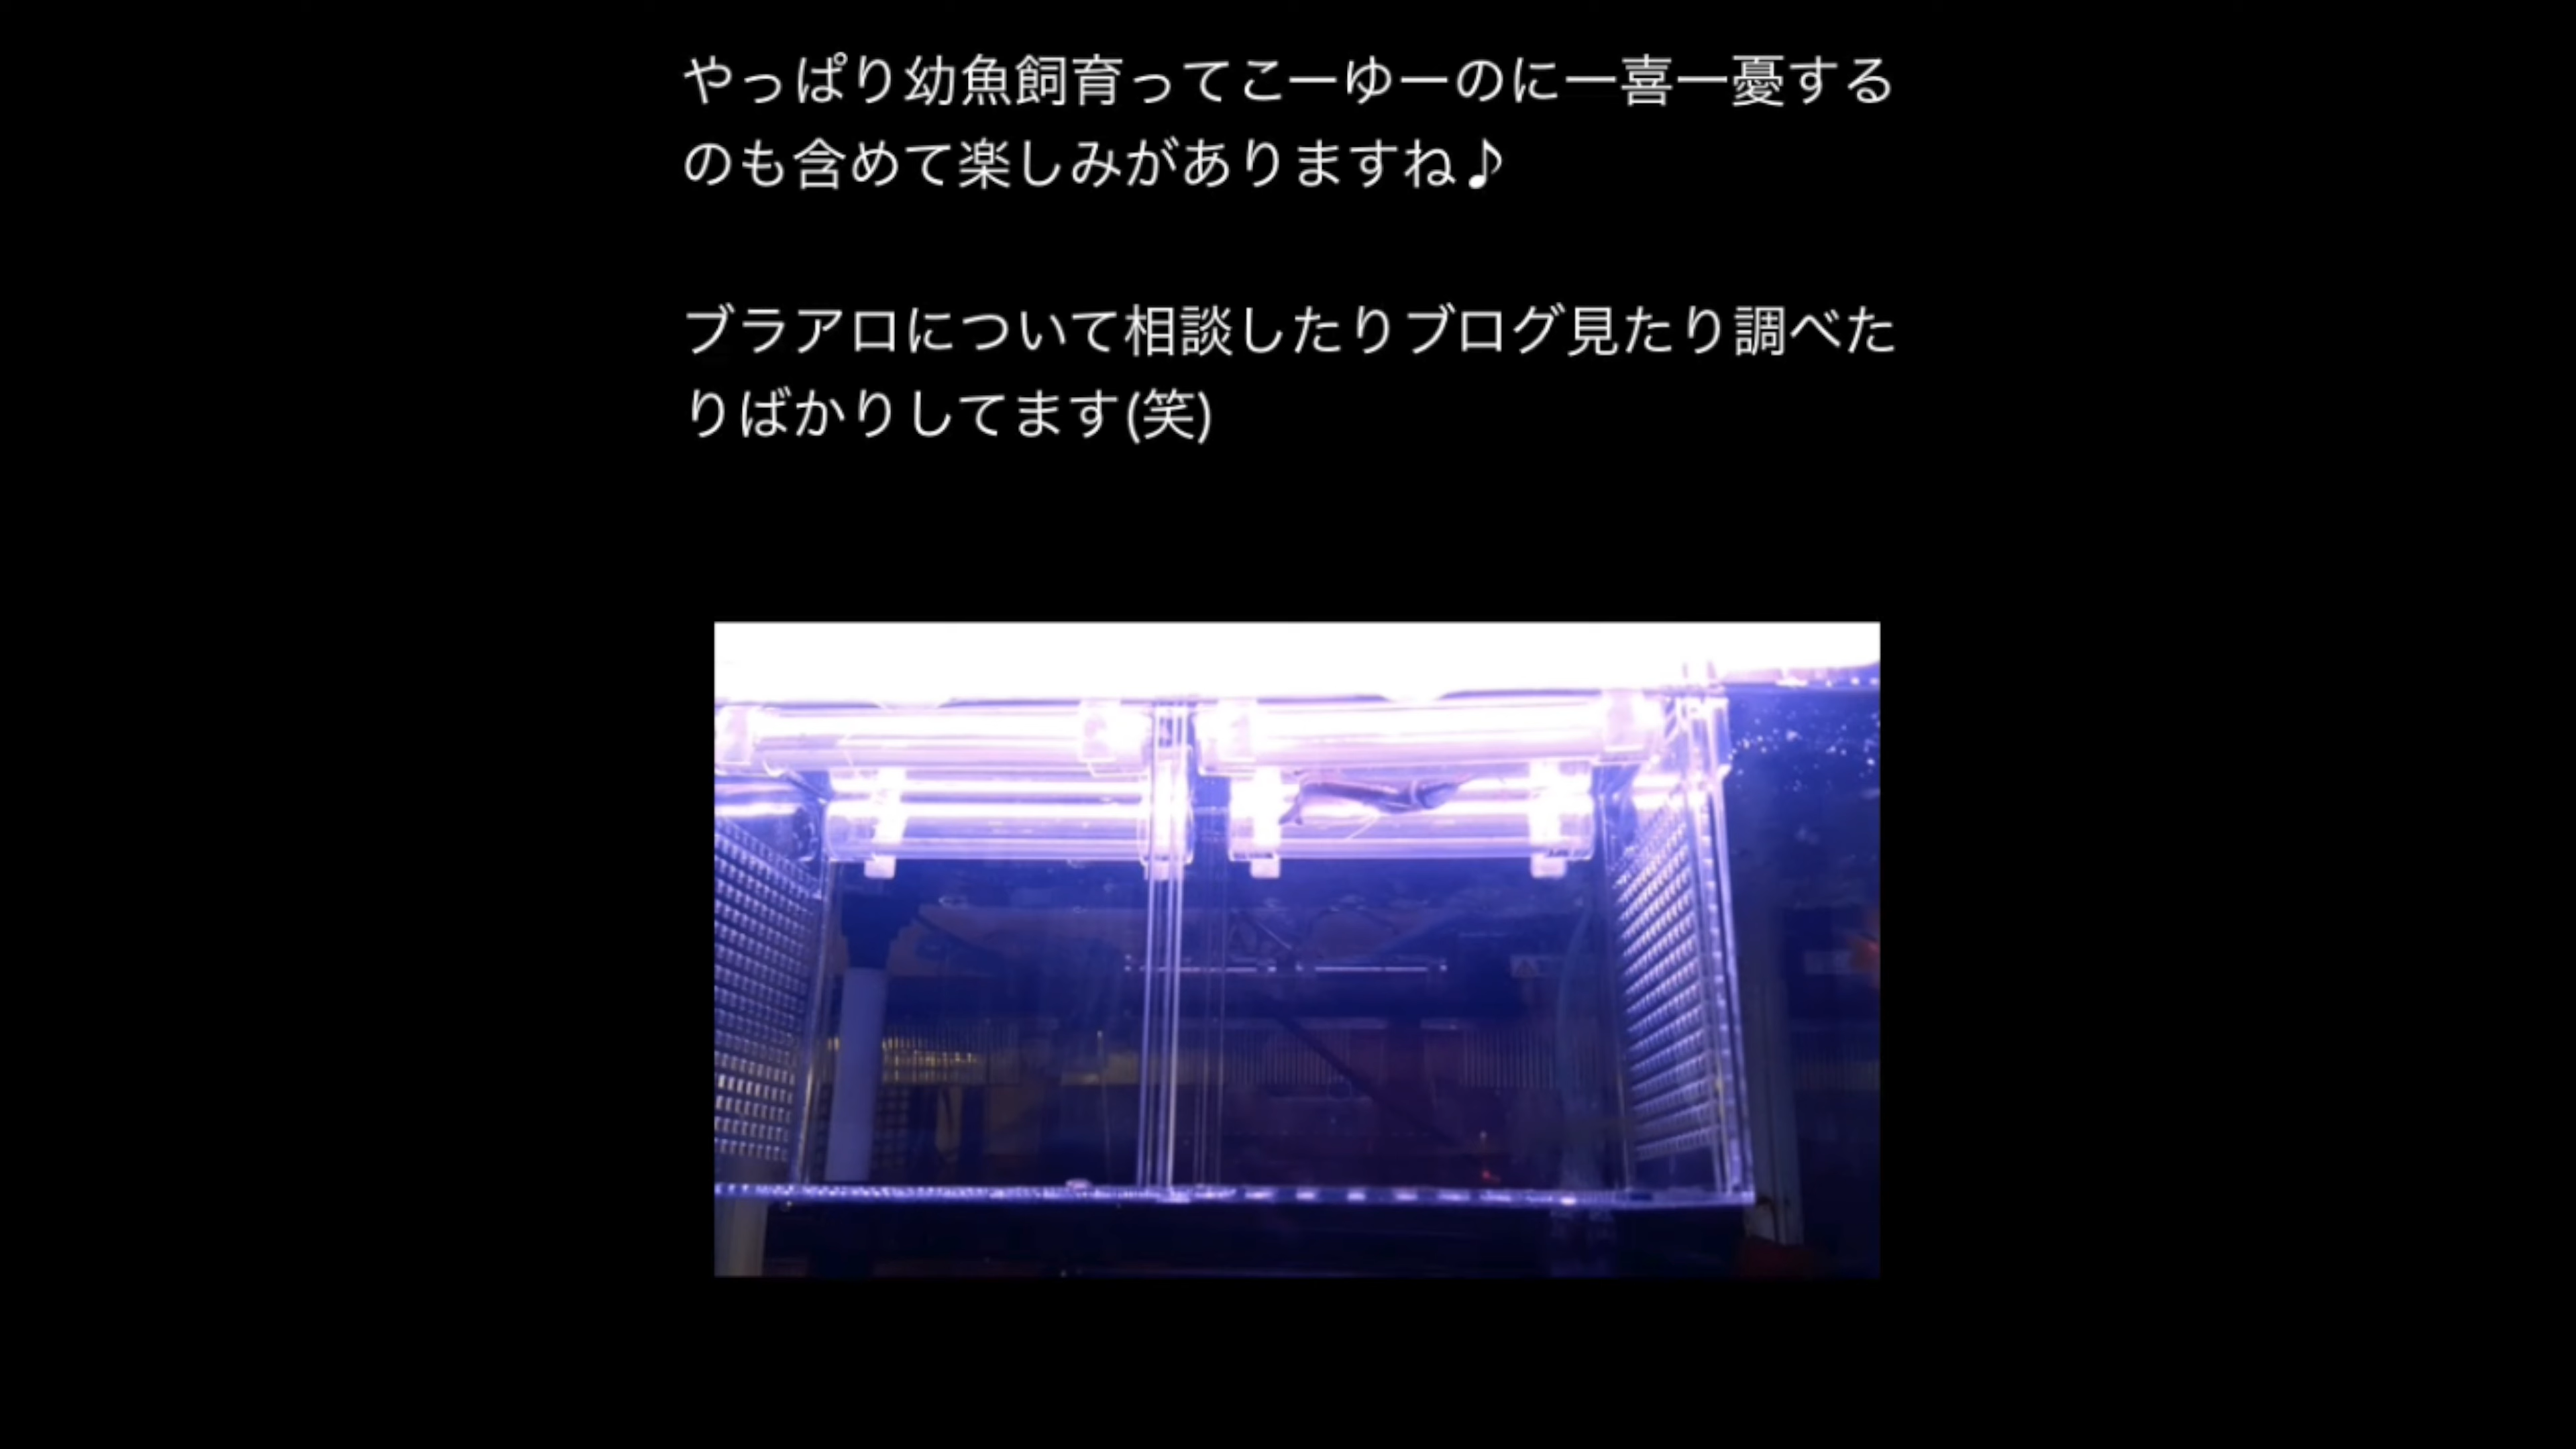 やっぱり幼魚飼育ってこーゆーのに一喜一憂する
のも含めて楽しみがありますね♪
ブラアロについて相談したりブログ見たり調べた
りばかりしてます(笑)